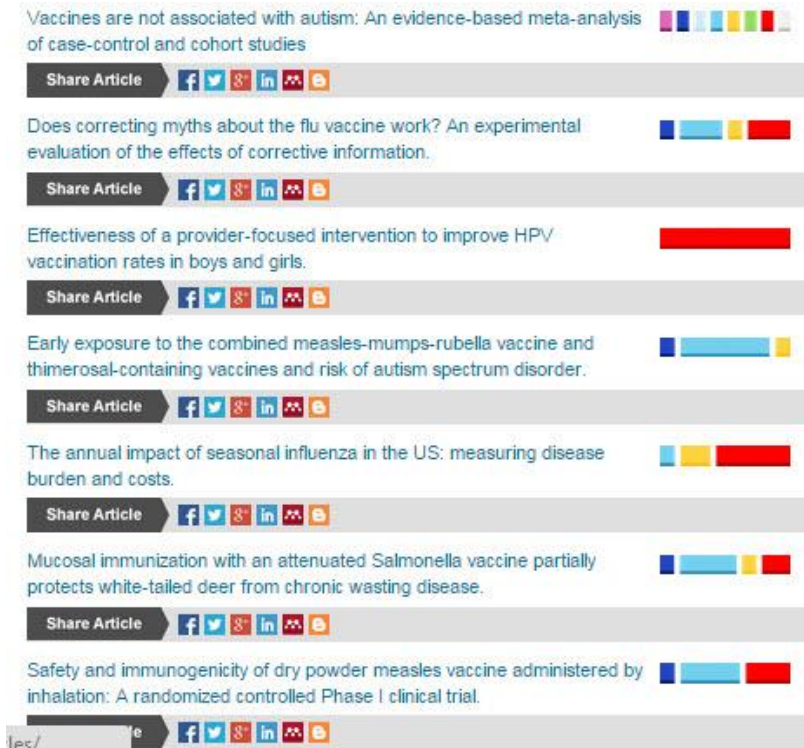 Vaccines are not associated with autism: An evidence-based meta-analysis
of case-control and cohort studies
Share Article
Does correcting myths about the flu vaccine work? An experimental
evaluation of the effects of corrective information.
Share Article
Effectiveness of a provider-focused intervention to improve HPV
vaccination rates in boys and girls.
Share Article
Early exposure to the combined measles-mumps-rubella vaccine and
thimerosal-containing vaccines and risk of autism spectrum disorder.
Share Article
The annual impact of seasonal influenza in the US: measuring disease
burden and costs.
Share Article
Mucosal immunization with an attenuated Salmonella vaccine partially
protects white-tailed deer from chronic wasting disease.
Share Article
Safety and immunogenicity of dry powder measles vaccine administered by
inhalation: A randomized controlled Phase I clinical trial.